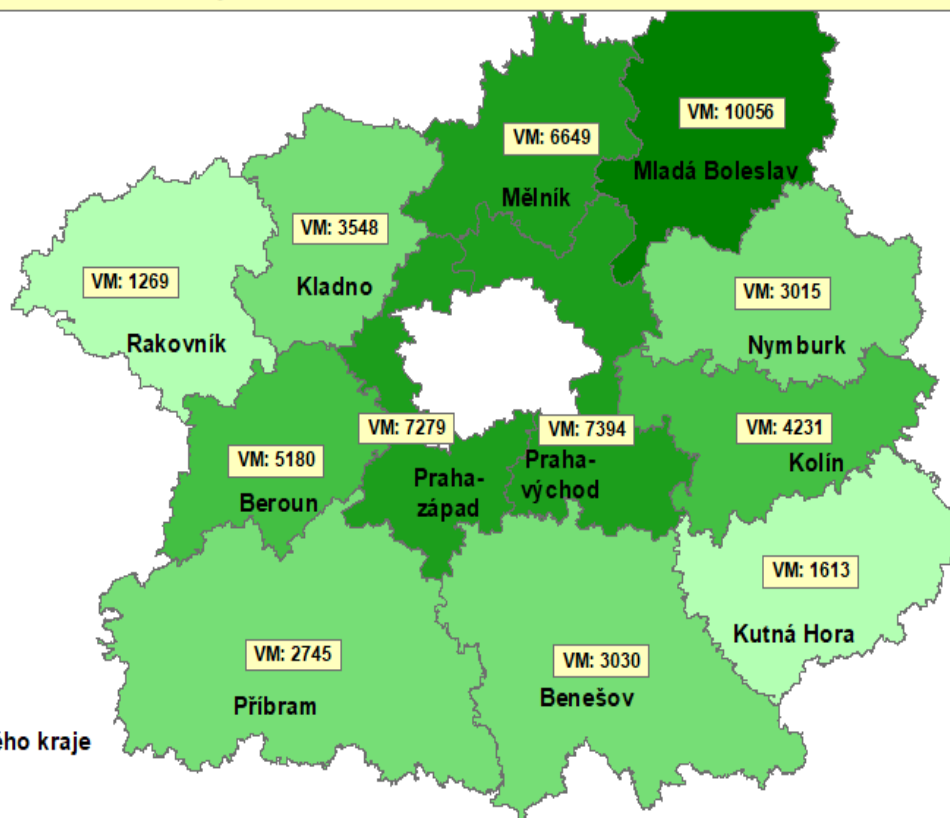 VM: 10056
Mladá Boleslav
VM: 6649
Mělník
VM: 3548
Kladno
VM: 1269
Rakovník
VM: 3015
Nymburk
VM: 7279
Praha-
západ
VM: 7394
Praha-
východ
VM: 4231
Kolín
VM: 5180
Beroun
VM: 1613
Kutná Hora
VM: 2745
Příbram
VM: 3030
Benešov
ého kraje